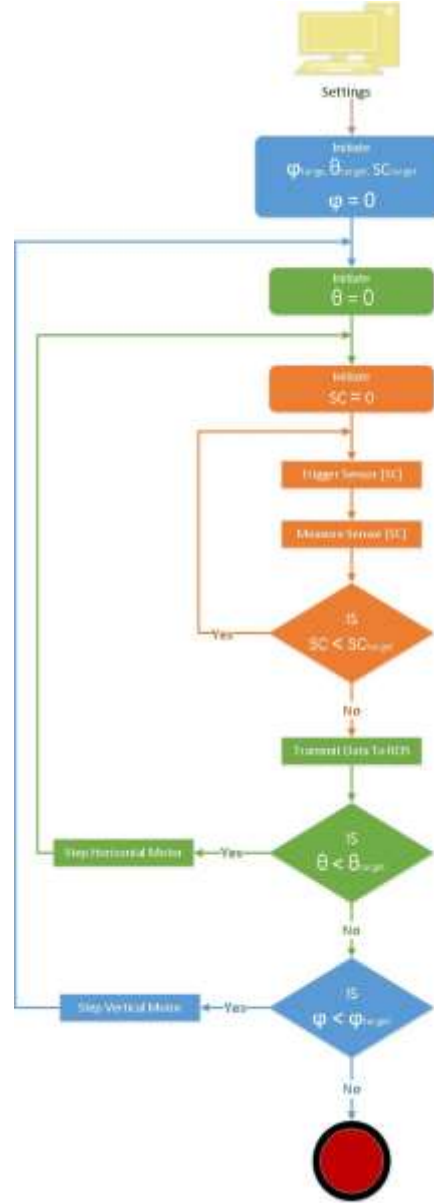 Settings
Initiate
φTarget, θTarget, SCTarget
φ = 0
Initiate
θ = 0
Initiate
SC = 0
Trigger Sensor [SC]
Measure Sensor [SC]
IS
SC < SCTarget
Yes
No
Transmit Data To ROS
IS
θ < θTarget
Yes
Step Horizontal Motor
No
IS
φ < φTarget
Yes
Step Vertical Motor
No